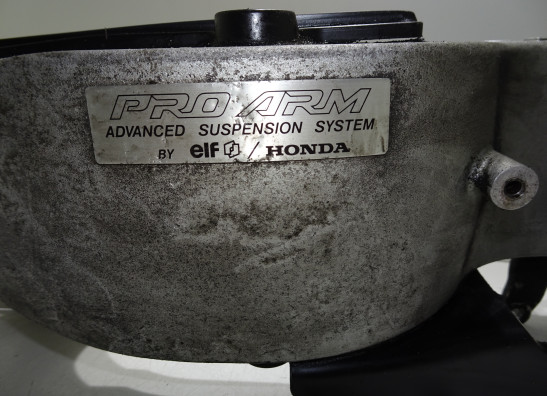 PRO ARM
ADVANCED SUSPENSION SYSTEM
BY elf / HONDA